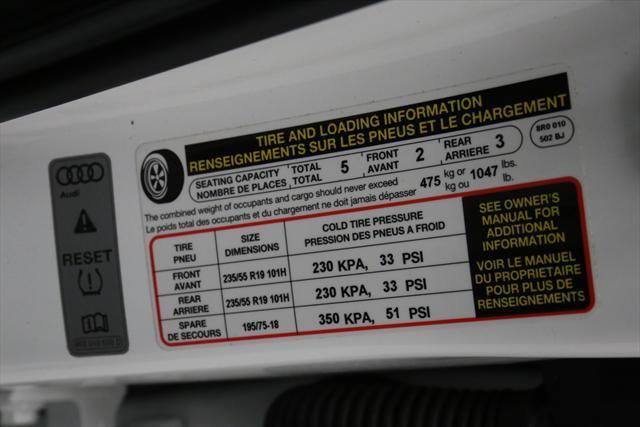 TIRE AND LOADING INFORMATION
RENSEIGNEMENTS SUR LES PNEUS ET LE CHARGEMENT
SEATING CAPACITY TOTAL 5 FRONT 2 REAR 3
NOMBRE DE PLACES, TOTAL AVANT ARRIERE
8R0 010
502 BJ
The combined weight of occupants and cargo should never exceed 475 kg or 1047 lbs.
Le poids total des occupants et du chargement ne doit jamais dépasser kg ou lb.
TIRE SIZE COLD TIRE PRESSURE
PNEU DIMENSIONS PRESSION DES PNEUS A FROID
FRONT
AVANT 235/55 R19 101H 230 KPA, 33 PSI
REAR
ARRIERE 235/55 R19 101H 230 KPA, 33 PSI
SPARE
DE SECOURS 195/75-18 350 KPA, 51 PSI
SEE OWNER'S
MANUAL FOR
ADDITIONAL
INFORMATION
VOIR LE MANUEL
DU PROPRIETAIRE
POUR PLUS DE
RENSEIGNEMENTS
Audi
RESET